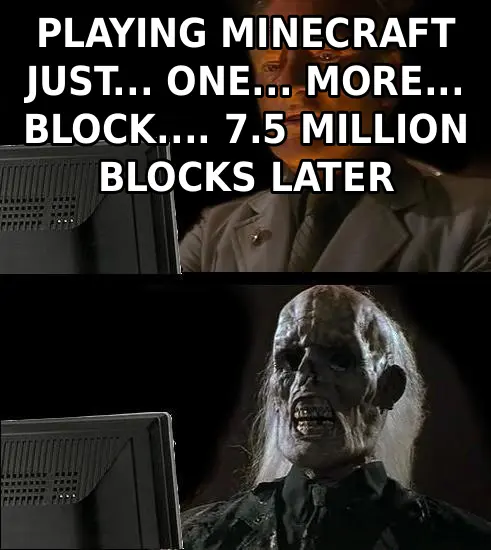 PLAYING MINECRAFT
JUST... ONE... MORE...
BLOCK.... 7.5 MILLION
BLOCKS LATER